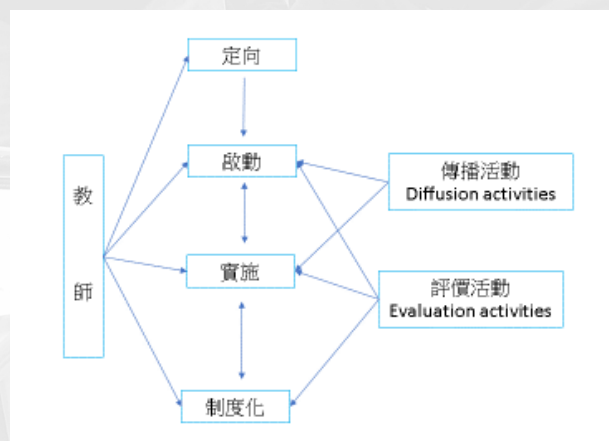 定向
啟動
教
師
實施
制度化
傳播活動
Diffusion activities
評價活動
Evaluation activities